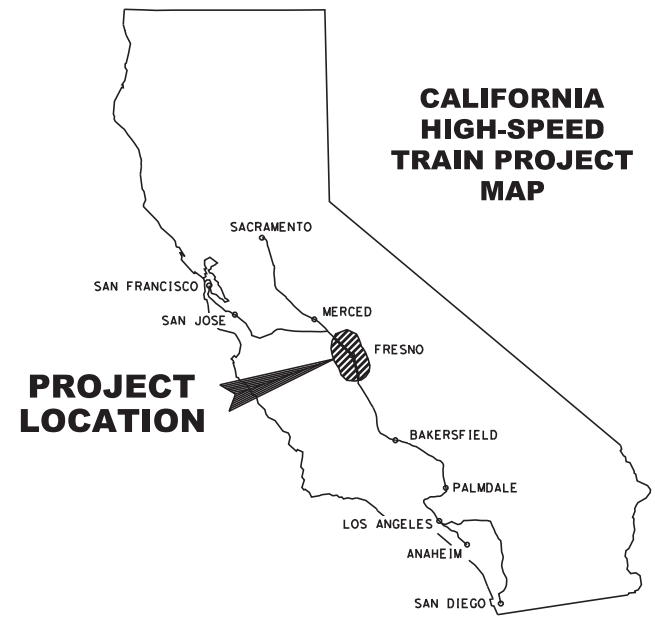 CALIFORNIA
HIGH-SPEED
TRAIN PROJECT
MAP
SACRAMENTO
SAN FRANCISCO
MERCED
SAN JOSE
FRESNO
PROJECT
LOCATION
BAKERSFIELD
PALMDALE
LOS ANGELES
ANAHEIM
SAN DIEGO